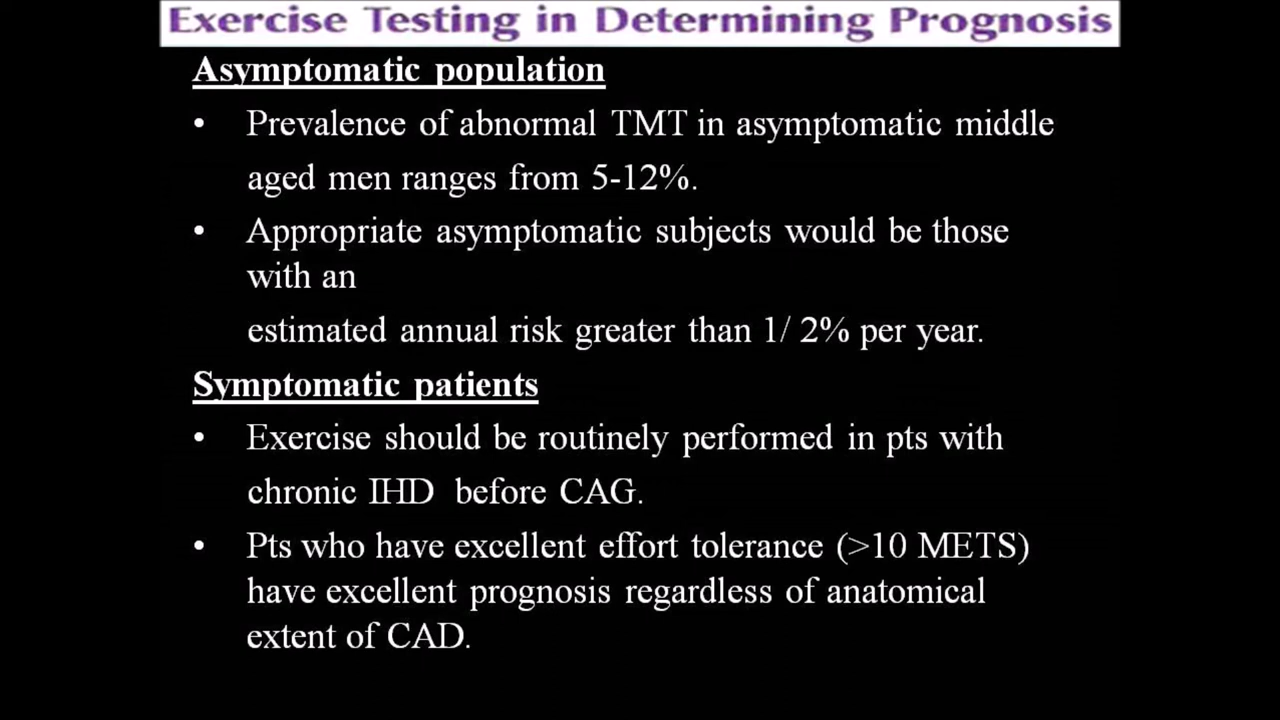 Exercise Testing in Determining Prognosis
Asymptomatic population
• Prevalence of abnormal TMT in asymptomatic middle
aged men ranges from 5-12%.
• Appropriate asymptomatic subjects would be those
with an
estimated annual risk greater than 1/ 2% per year.
Symptomatic patients
• Exercise should be routinely performed in pts with
chronic IHD before CAG.
• Pts who have excellent effort tolerance (>10 METS)
have excellent prognosis regardless of anatomical
extent of CAD.